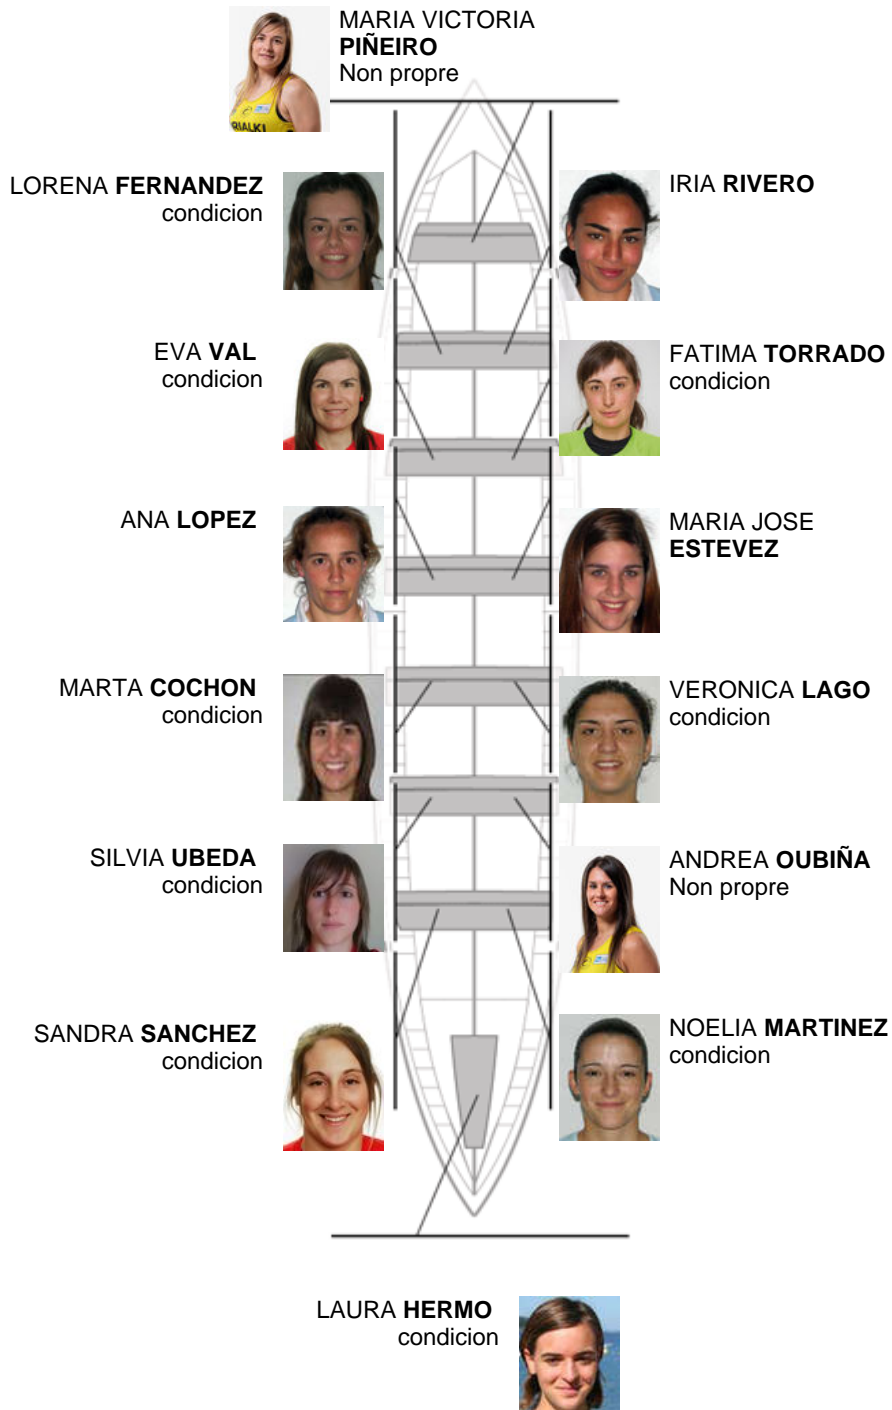 MARIA VICTORIA
PIÑEIRO
Non propre
RIALKI
LORENA FERNANDEZ
condicion
IRIA RIVERO
EVA VAL
condicion
FATIMA TORRADO
condicion
ANA LOPEZ
MARIA JOSE
ESTEVEZ
MARTA COCHON
condicion
VERONICA LAGO
condicion
SILVIA UBEDA
condicion
ANDREA OUBIÑA
Non propre
SANDRA SANCHEZ
condicion
NOELIA MARTINEZ
condicion
LAURA HERMO
condicion